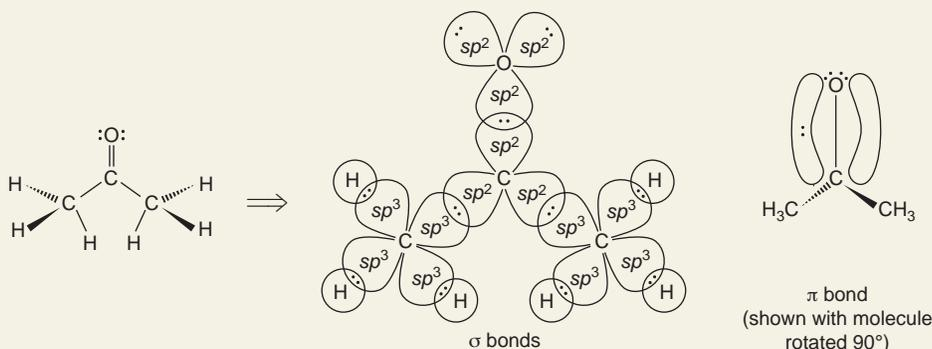 :O:
C
H
C
C
H
H
H
H
H
sp² sp²
O
sp²
sp²
C
sp² sp²
H
sp³
sp³
C
sp³
sp³
H
H
H
sp³
sp³
C
sp³
sp³
H
H
σ bonds
O
C
H₃C
CH₃
π bond
(shown with molecule
rotated 90°)